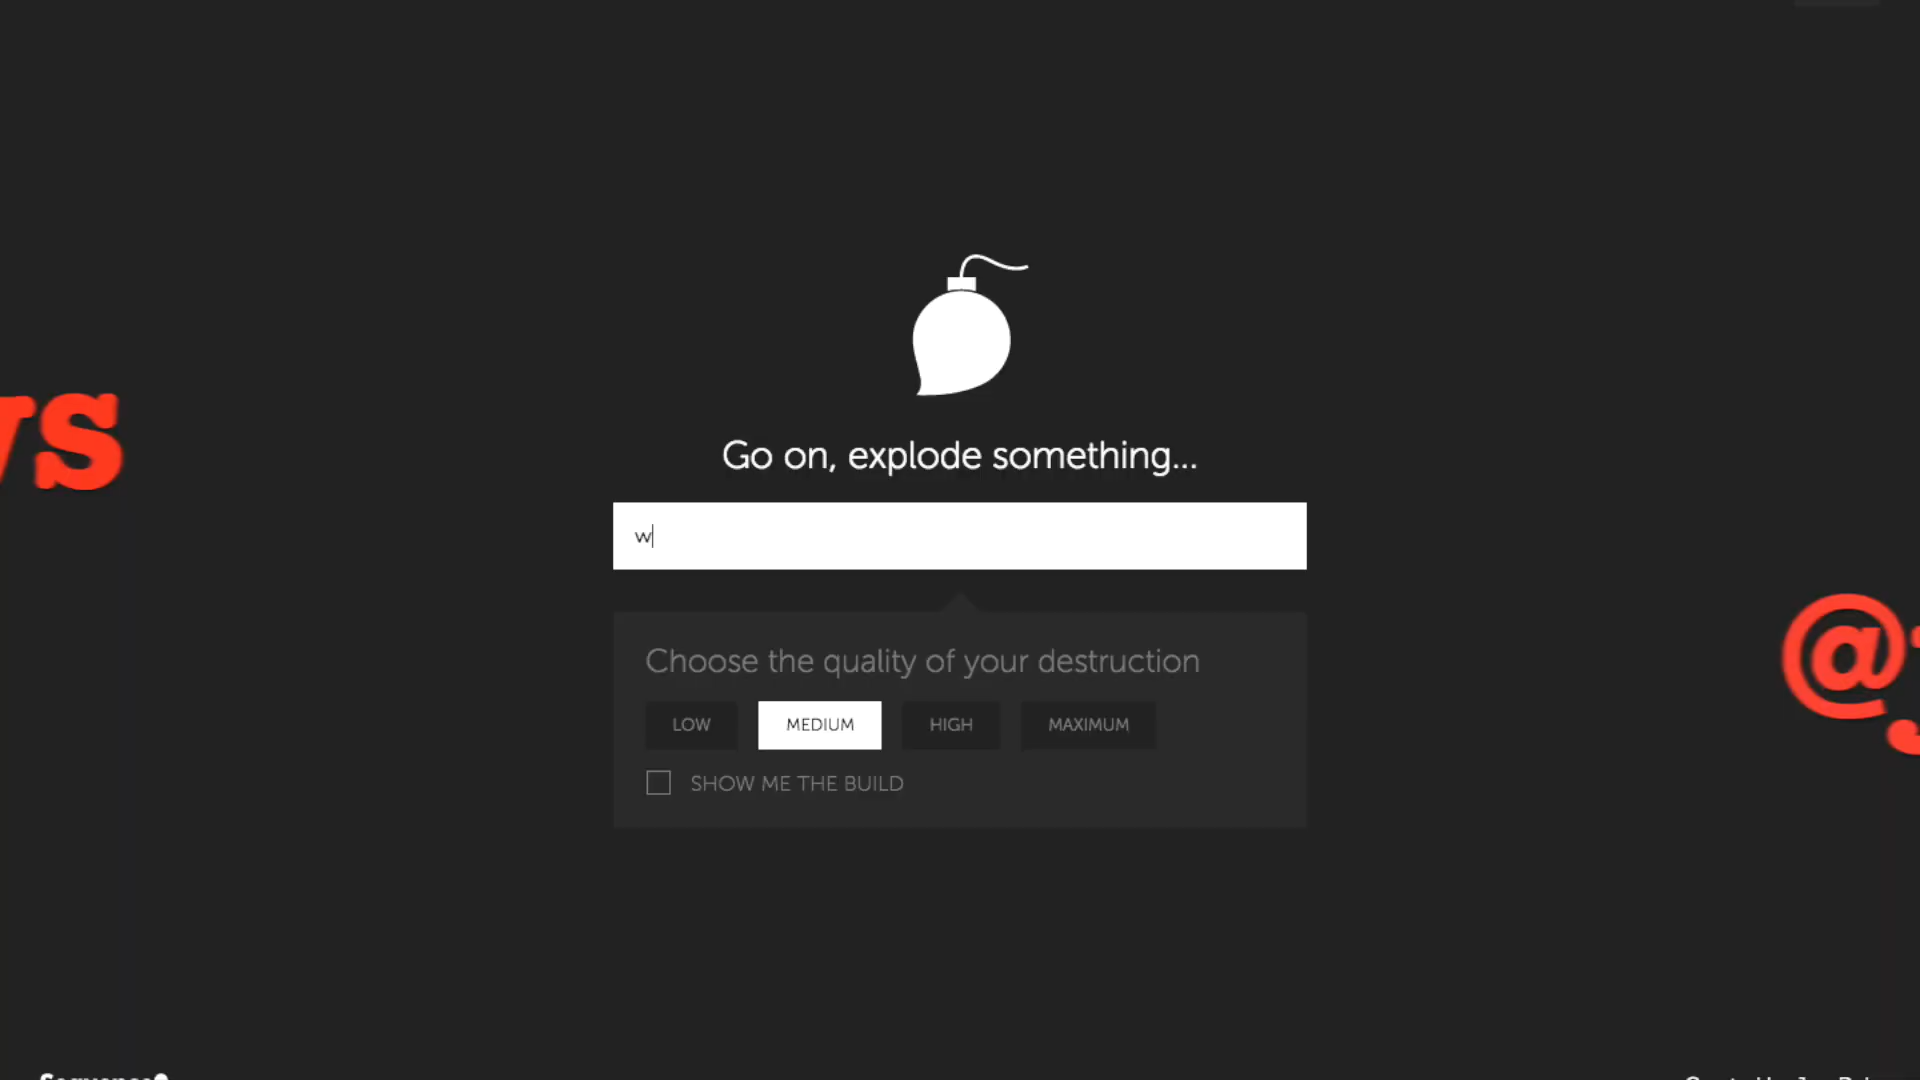 Go on, explode something...
w
Choose the quality of your destruction
LOW MEDIUM HIGH MAXIMUM
SHOW ME THE BUILD